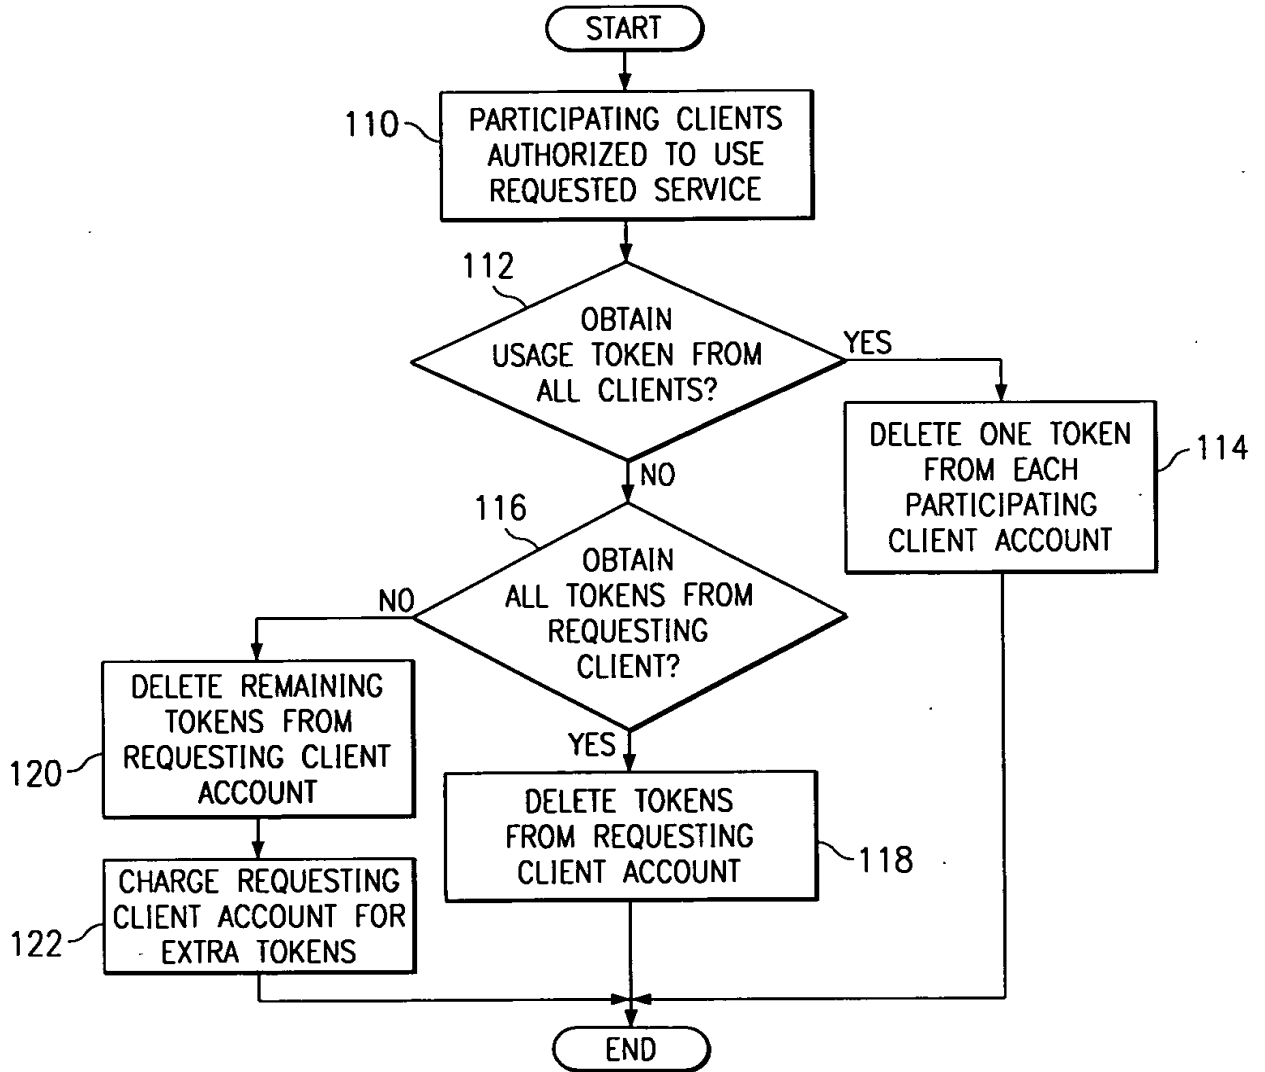 START
110
PARTICIPATING CLIENTS
AUTHORIZED TO USE
REQUESTED SERVICE
112
OBTAIN
USAGE TOKEN FROM
ALL CLIENTS?
YES
DELETE ONE TOKEN
FROM EACH
PARTICIPATING
CLIENT ACCOUNT
114
NO
116
OBTAIN
ALL TOKENS FROM
REQUESTING
CLIENT?
NO
DELETE REMAINING
TOKENS FROM
REQUESTING CLIENT
ACCOUNT
120
YES
DELETE TOKENS
FROM REQUESTING
CLIENT ACCOUNT
118
CHARGE REQUESTING
CLIENT ACCOUNT FOR
EXTRA TOKENS
122
END